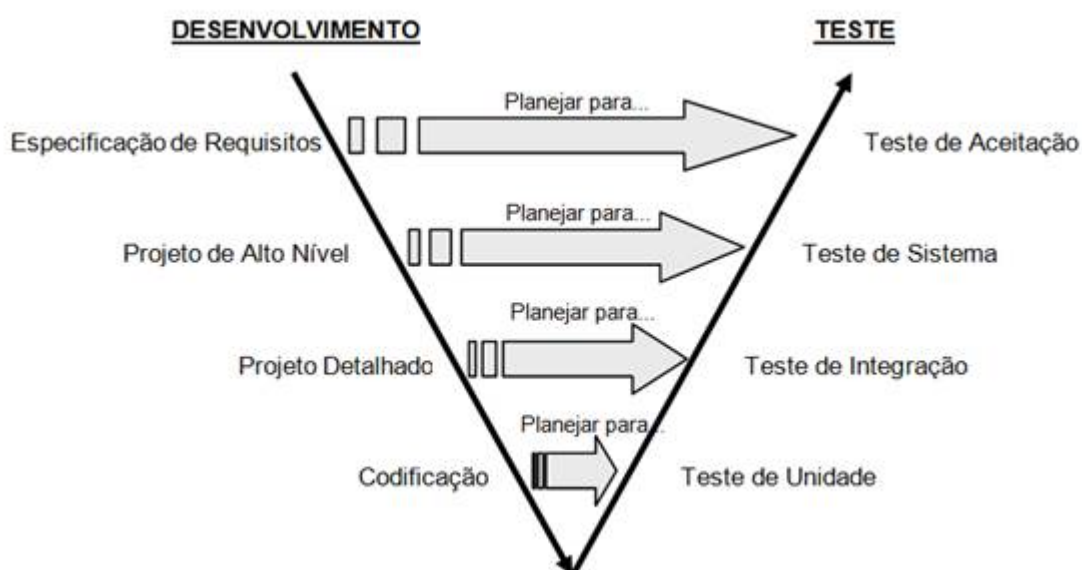 DESENVOLVIMENTO
TESTE
Planejar para...
Especificação de Requisitos
Teste de Aceitação
Planejar para...
Projeto de Alto Nível
Teste de Sistema
Planejar para...
Projeto Detalhado
Teste de Integração
Planejar para...
Codificação
Teste de Unidade